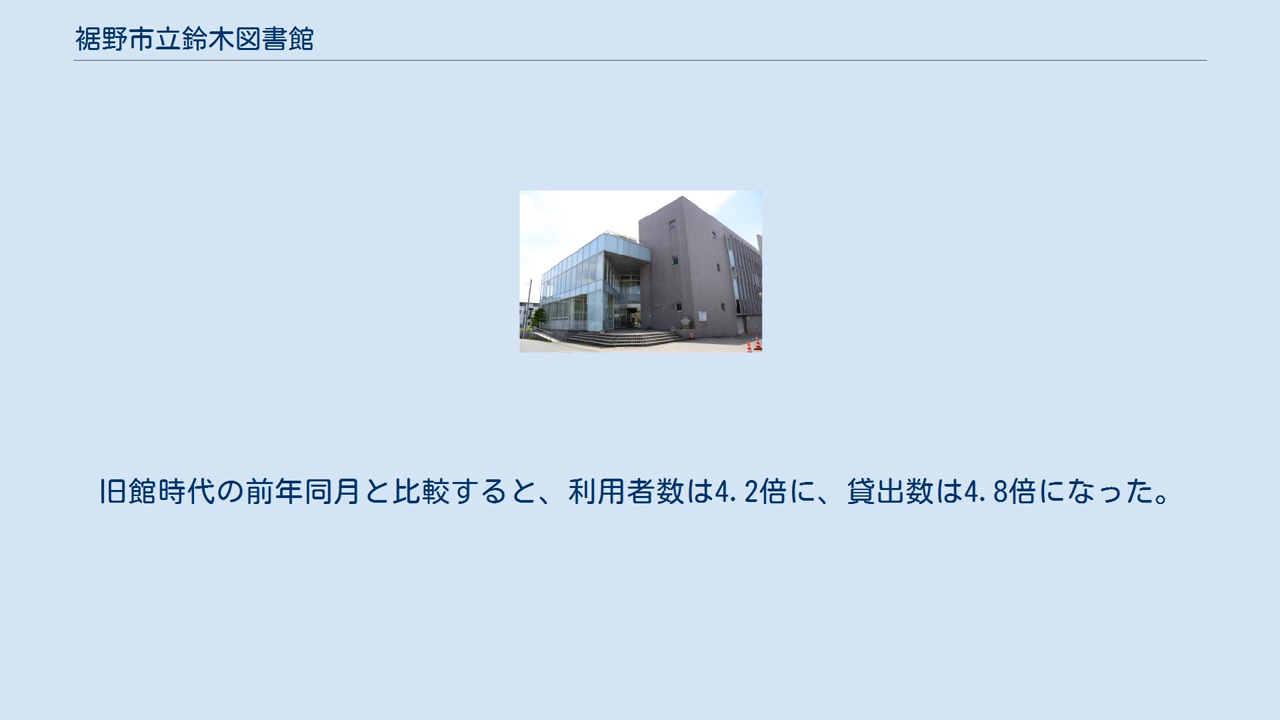 裾野市立鈴木図書館
旧館時代の前年同月と比較すると、利用者数は4.2倍に、貸出数は4.8倍になった。